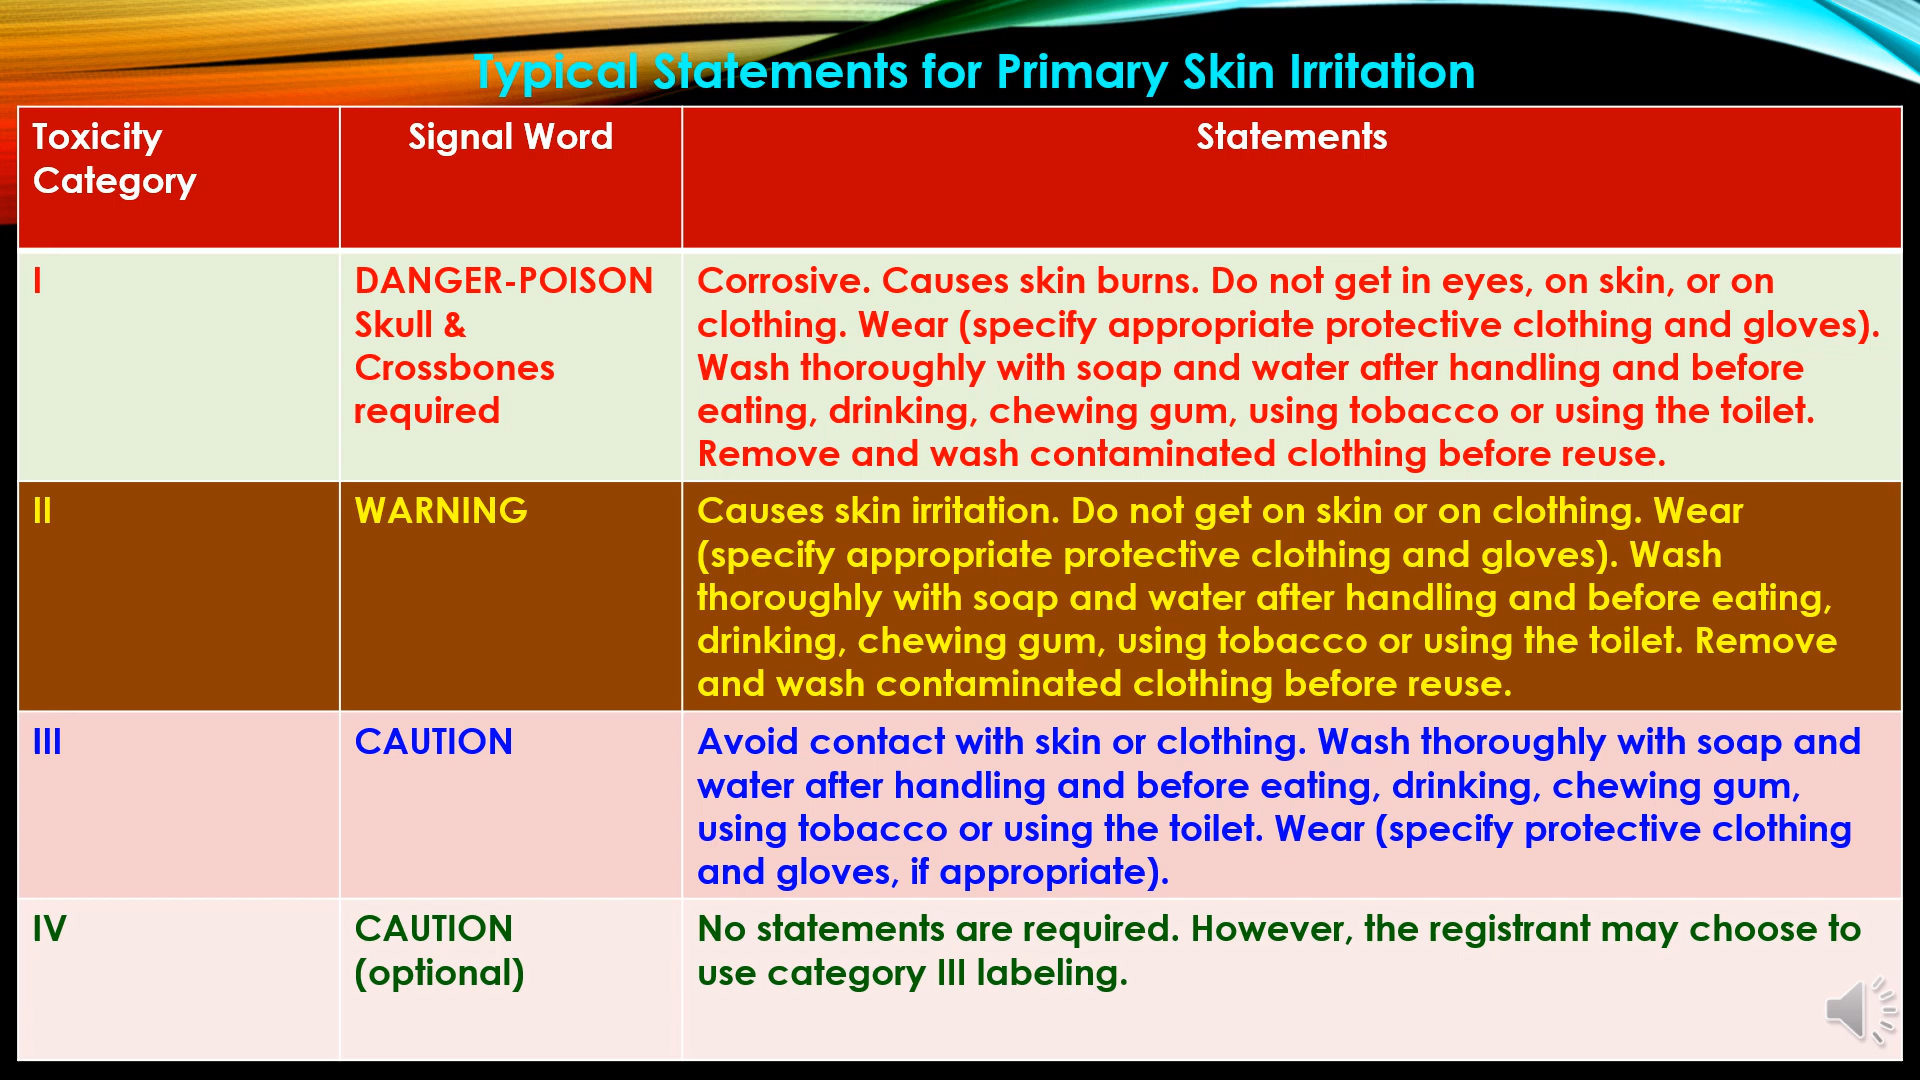 Typical Statements for Primary Skin Irritation
Toxicity
Category
Signal Word
Statements
I
DANGER-POISON
Skull &
Crossbones
required
Corrosive. Causes skin burns. Do not get in eyes, on skin, or on
clothing. Wear (specify appropriate protective clothing and gloves).
Wash thoroughly with soap and water after handling and before
eating, drinking, chewing gum, using tobacco or using the toilet.
Remove and wash contaminated clothing before reuse.
II
WARNING
Causes skin irritation. Do not get on skin or on clothing. Wear
(specify appropriate protective clothing and gloves). Wash
thoroughly with soap and water after handling and before eating,
drinking, chewing gum, using tobacco or using the toilet. Remove
and wash contaminated clothing before reuse.
III
CAUTION
Avoid contact with skin or clothing. Wash thoroughly with soap and
water after handling and before eating, drinking, chewing gum,
using tobacco or using the toilet. Wear (specify protective clothing
and gloves, if appropriate).
IV
CAUTION
(optional)
No statements are required. However, the registrant may choose to
use category III labeling.